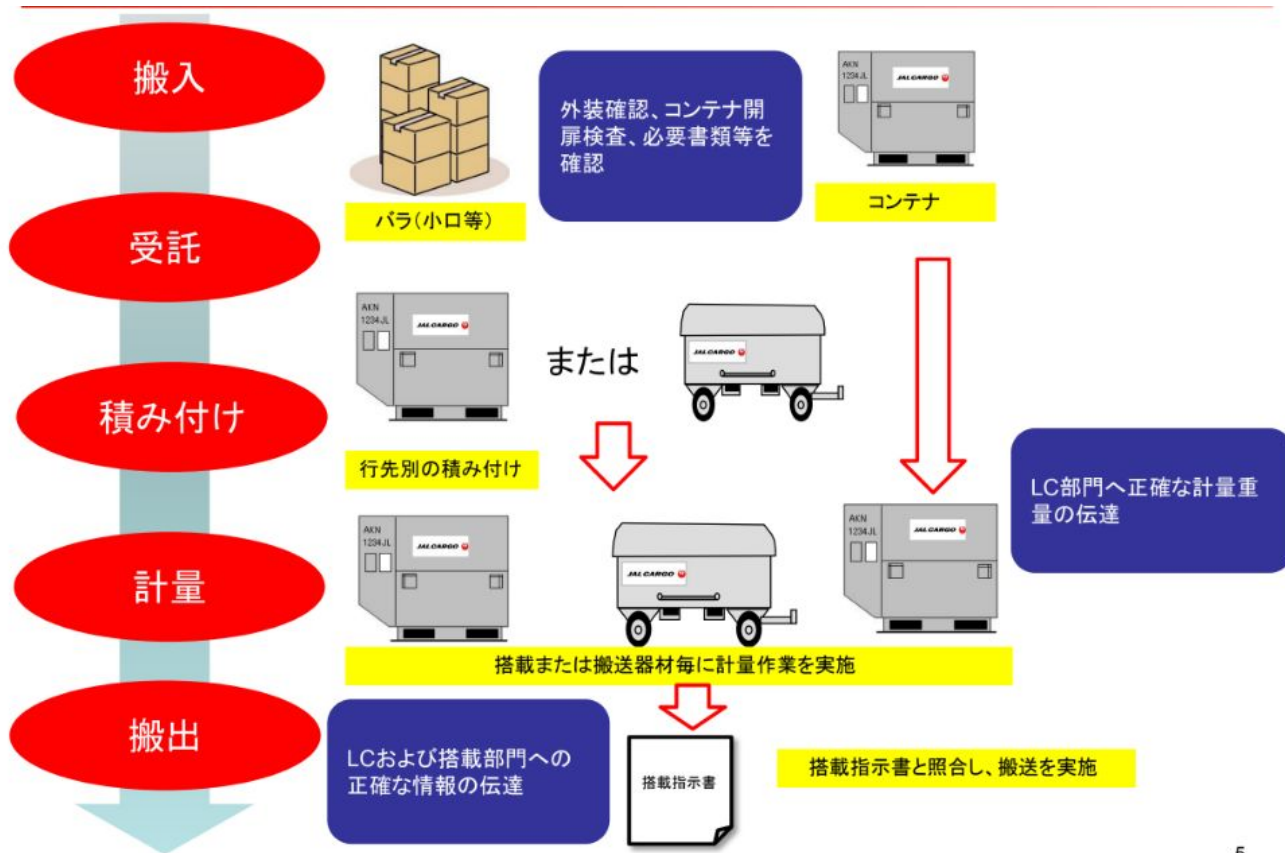 搬入
外装確認、コンテナ開
扉検査、必要書類等を
確認
AKN
1234JL
JAL CARGO
バラ(小口等)
コンテナ
受託
AKN
1234JL
JAL CARGO
または
JAL CARGO
積み付け
行先別の積み付け
LC部門へ正確な計量重
量の伝達
計量
AKN
1234JL
JAL CARGO
JAL CARGO
AKN
1234JL
JAL CARGO
搭載または搬送器材毎に計量作業を実施
搬出
LCおよび搭載部門への
正確な情報の伝達
搭載指示書
搭載指示書と照合し、搬送を実施
5